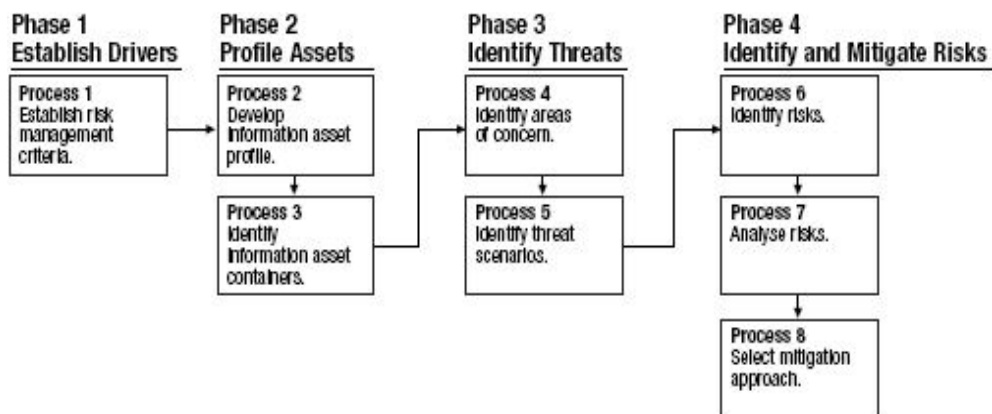 Phase 1
Establish Drivers
Process 1
Establish risk
management
criteria.
Phase 2
Profile Assets
Process 2
Develop
information asset
profile.
Process 3
Identify
information asset
containers.
Phase 3
Identify Threats
Process 4
Identify areas
of concern.
Process 5
Identify threat
scenarios.
Phase 4
Identify and Mitigate Risks
Process 6
Identify risks.
Process 7
Analyse risks.
Process 8
Select mitigation
approach.